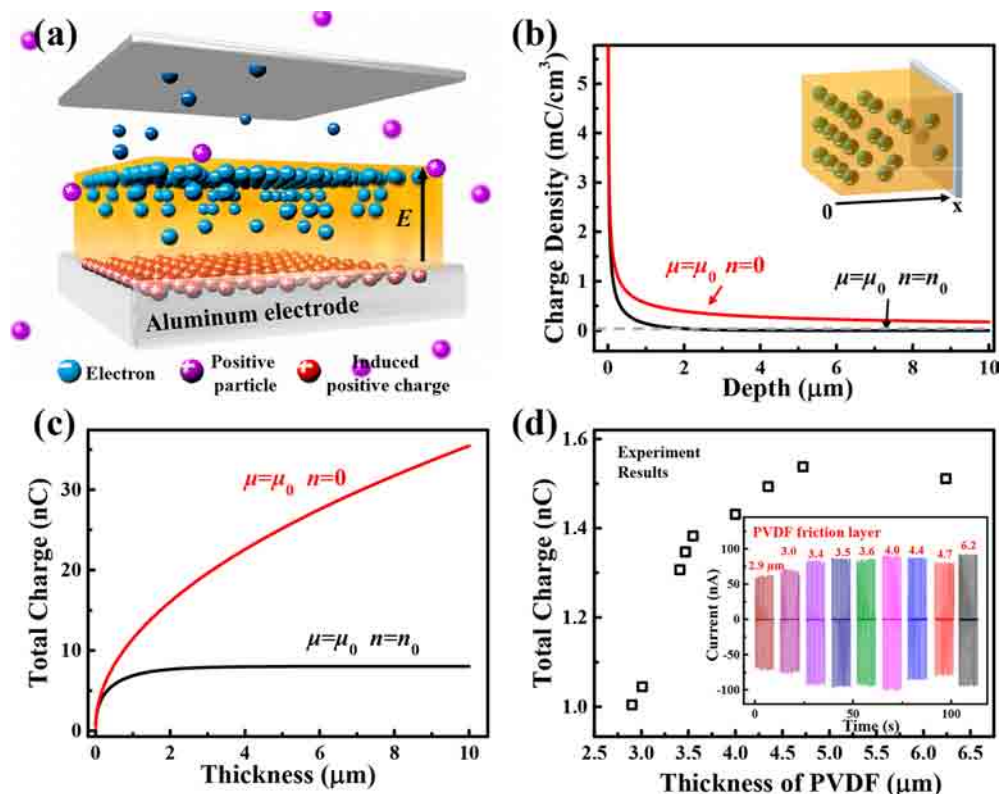 (a)
E
Aluminum electrode
Electron
Positive
particle
Induced
positive charge
(b)
Charge Density (mC/cm³)
5
4
3
2
1
0
μ=μ₀ n=0
μ=μ₀ n=n₀
0
x
0 2 4 6 8 10
Depth (μm)
(c)
Total Charge (nC)
30
20
10
0
μ=μ₀ n=0
μ=μ₀ n=n₀
0 2 4 6 8 10
Thickness (μm)
(d)
Total Charge (nC)
1.6
1.4
1.2
1.0
Experiment
Results
PVDF friction layer
2.9 μm 3.0 3.4 3.5 3.6 4.0 4.4 4.7 6.2
Current (nA)
100
50
0
-50
-100
0 50 100
Time (s)
2.5 3.0 3.5 4.0 4.5 5.0 5.5 6.0 6.5
Thickness of PVDF (μm)